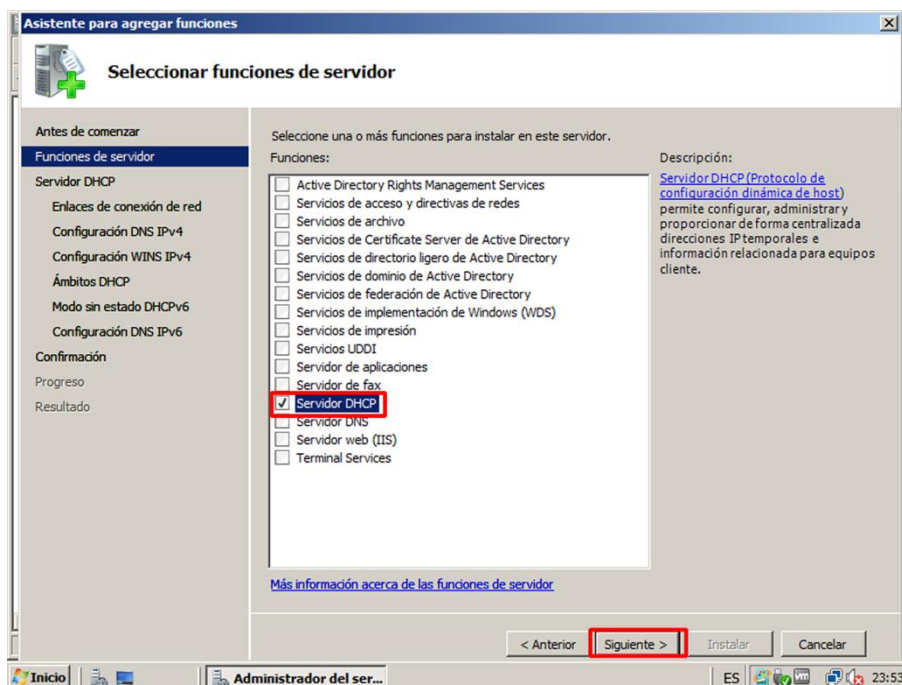 Asistente para agregar funciones
Seleccionar funciones de servidor
Antes de comenzar
Funciones de servidor
Servidor DHCP
Enlaces de conexión de red
Configuración DNS IPv4
Configuración WINS IPv4
Ámbitos DHCP
Modo sin estado DHCPv6
Configuración DNS IPv6
Confirmación
Progreso
Resultado
Seleccione una o más funciones para instalar en este servidor.
Funciones:
Active Directory Rights Management Services
Servicios de acceso y directivas de redes
Servicios de archivo
Servicios de Certificate Server de Active Directory
Servicios de directorio ligero de Active Directory
Servicios de dominio de Active Directory
Servicios de federación de Active Directory
Servicios de implementación de Windows (WDS)
Servicios de impresión
Servicios UDDI
Servidor de aplicaciones
Servidor de fax
Servidor DHCP
Servidor DNS
Servidor web (IIS)
Terminal Services
Más información acerca de las funciones de servidor
Descripción:
Servidor DHCP (Protocolo de
configuración dinámica de host)
permite configurar, administrar y
proporcionar de forma centralizada
direcciones IP temporales e
información relacionada para equipos
cliente.
< Anterior
Siguiente >
Instalar
Cancelar
Inicio
Administrador del ser...
ES
23:53